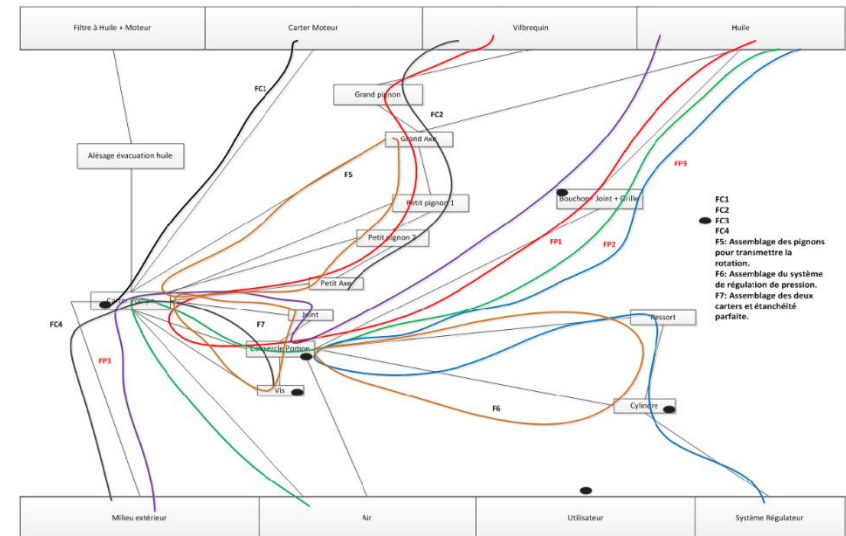 Filtre à Huile + Moteur
Carter Moteur
Vilbrequin
Huile
FC1
Grand pignon
FC2
Grand Axe
Alésage évacuation huile
F5
FP3
Petit pignon 1
Bouchon+ Joint + Grille
Petit pignon 2
FP1
FP2
Petit Axe
Carter Pompe
Joint
Ressort
FC4
F7
Couvercle Pompe
FP3
Vis
F6
Cylindre
FC1
FC2
FC3
FC4
F5: Assemblage des pignons
pour transmettre la
rotation.
F6: Assemblage du système
de régulation de pression.
F7: Assemblage des deux
carters et étanchéité
parfaite.
Milieu extérieur
Air
Utilisateur
Système Régulateur